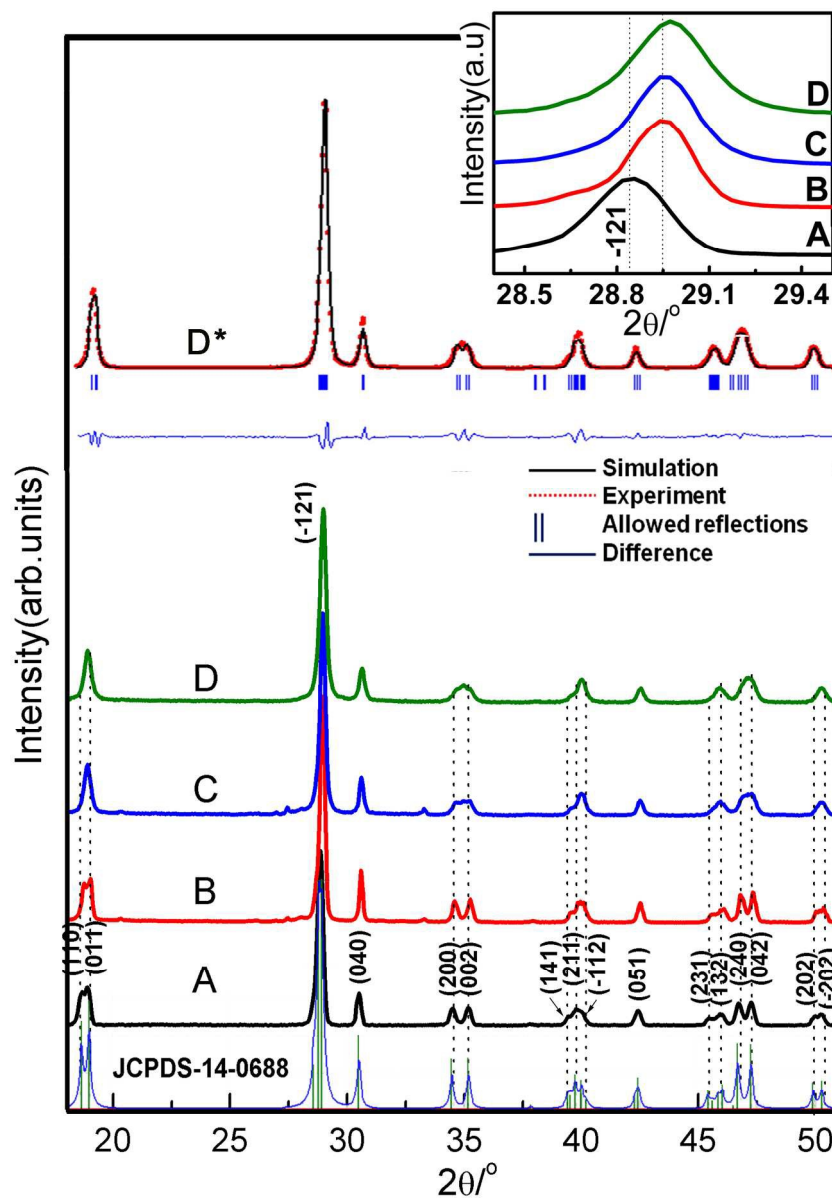 Intensity(a.u)
D
C
B
A
-121
28.5 28.8 29.1 29.4
2θ/°
D*
Simulation
Experiment
Allowed reflections
Difference
Intensity(arb.units)
(-121)
D
C
B
A
(110)
(011)
(040)
(200)
(002)
(141)
(211)
(-112)
(051)
(231)
(132)
(240)
(042)
(202)
(-202)
JCPDS-14-0688
20 25 30 35 40 45 50
2θ/°